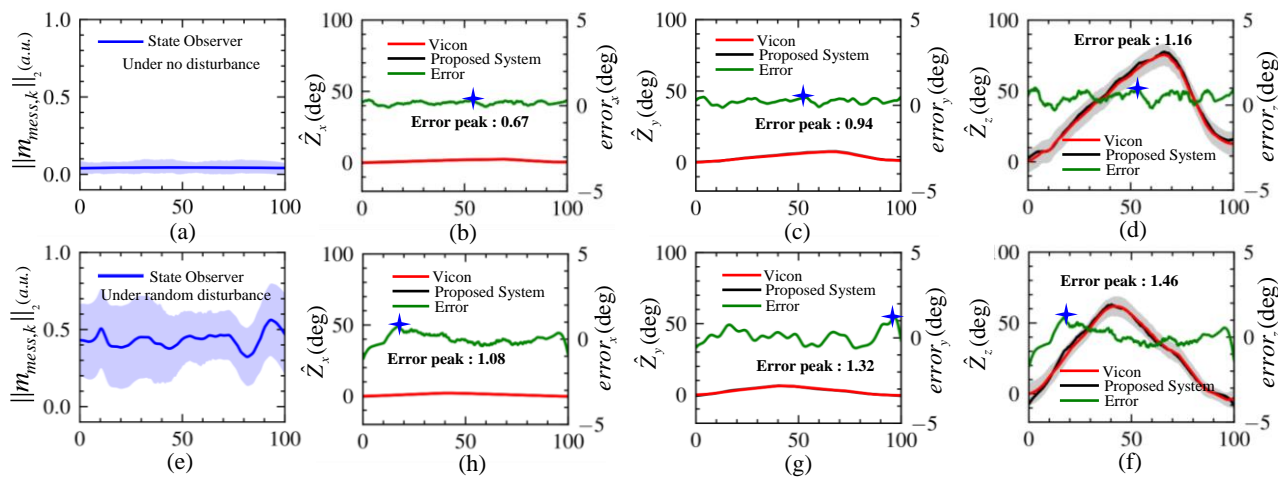 1.0
0.5
0.0
||m_mess,k||_2 (a.u.)
State Observer
Under no disturbance
0 50 100
(a)
100
50
0
Ẑ_x (deg)
Vicon
Proposed System
Error
Error peak : 0.67
5
0
−5
error_x (deg)
0 50 100
(b)
100
50
0
Ẑ_y (deg)
Vicon
Proposed System
Error
Error peak : 0.94
5
0
−5
error_y (deg)
0 50 100
(c)
100
50
0
Ẑ_z (deg)
Error peak : 1.16
Vicon
Proposed System
Error
5
0
−5
error_z (deg)
0 50 100
(d)
1.0
0.5
0.0
||m_mess,k||_2 (a.u.)
State Observer
Under random disturbance
0 50 100
(e)
100
50
0
Ẑ_x (deg)
Vicon
Proposed System
Error
Error peak : 1.08
5
0
−5
error_x (deg)
0 50 100
(h)
100
50
0
Ẑ_y (deg)
Vicon
Proposed System
Error
Error peak : 1.32
5
0
−5
error_y (deg)
0 50 100
(g)
100
50
0
Ẑ_z (deg)
Error peak : 1.46
Vicon
Proposed System
Error
5
0
−5
error_z (deg)
0 50 100
(f)